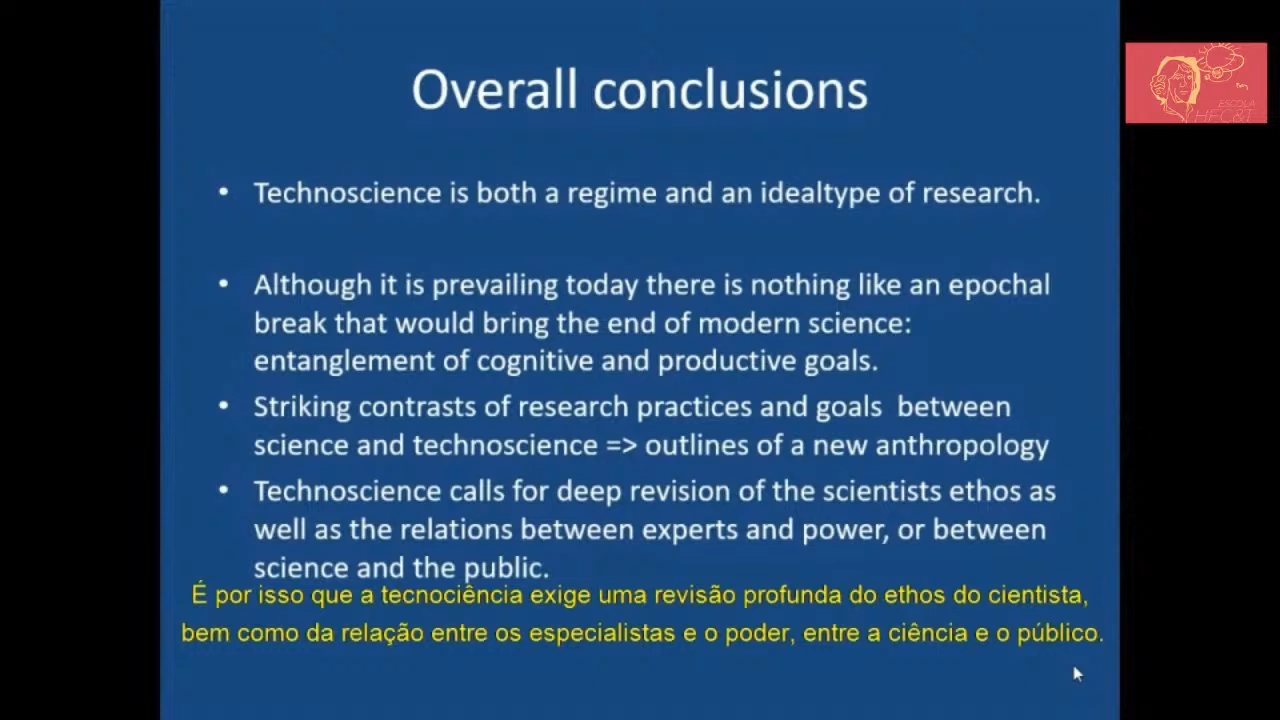 Overall conclusions
ESCOLA
HFC&T
• Technoscience is both a regime and an idealtype of research.
• Although it is prevailing today there is nothing like an epochal
break that would bring the end of modern science:
entanglement of cognitive and productive goals.
• Striking contrasts of research practices and goals between
science and technoscience => outlines of a new anthropology
• Technoscience calls for deep revision of the scientists ethos as
well as the relations between experts and power, or between
science and the public.
É por isso que a tecnociência exige uma revisão profunda do ethos do cientista,
bem como da relação entre os especialistas e o poder, entre a ciência e o público.